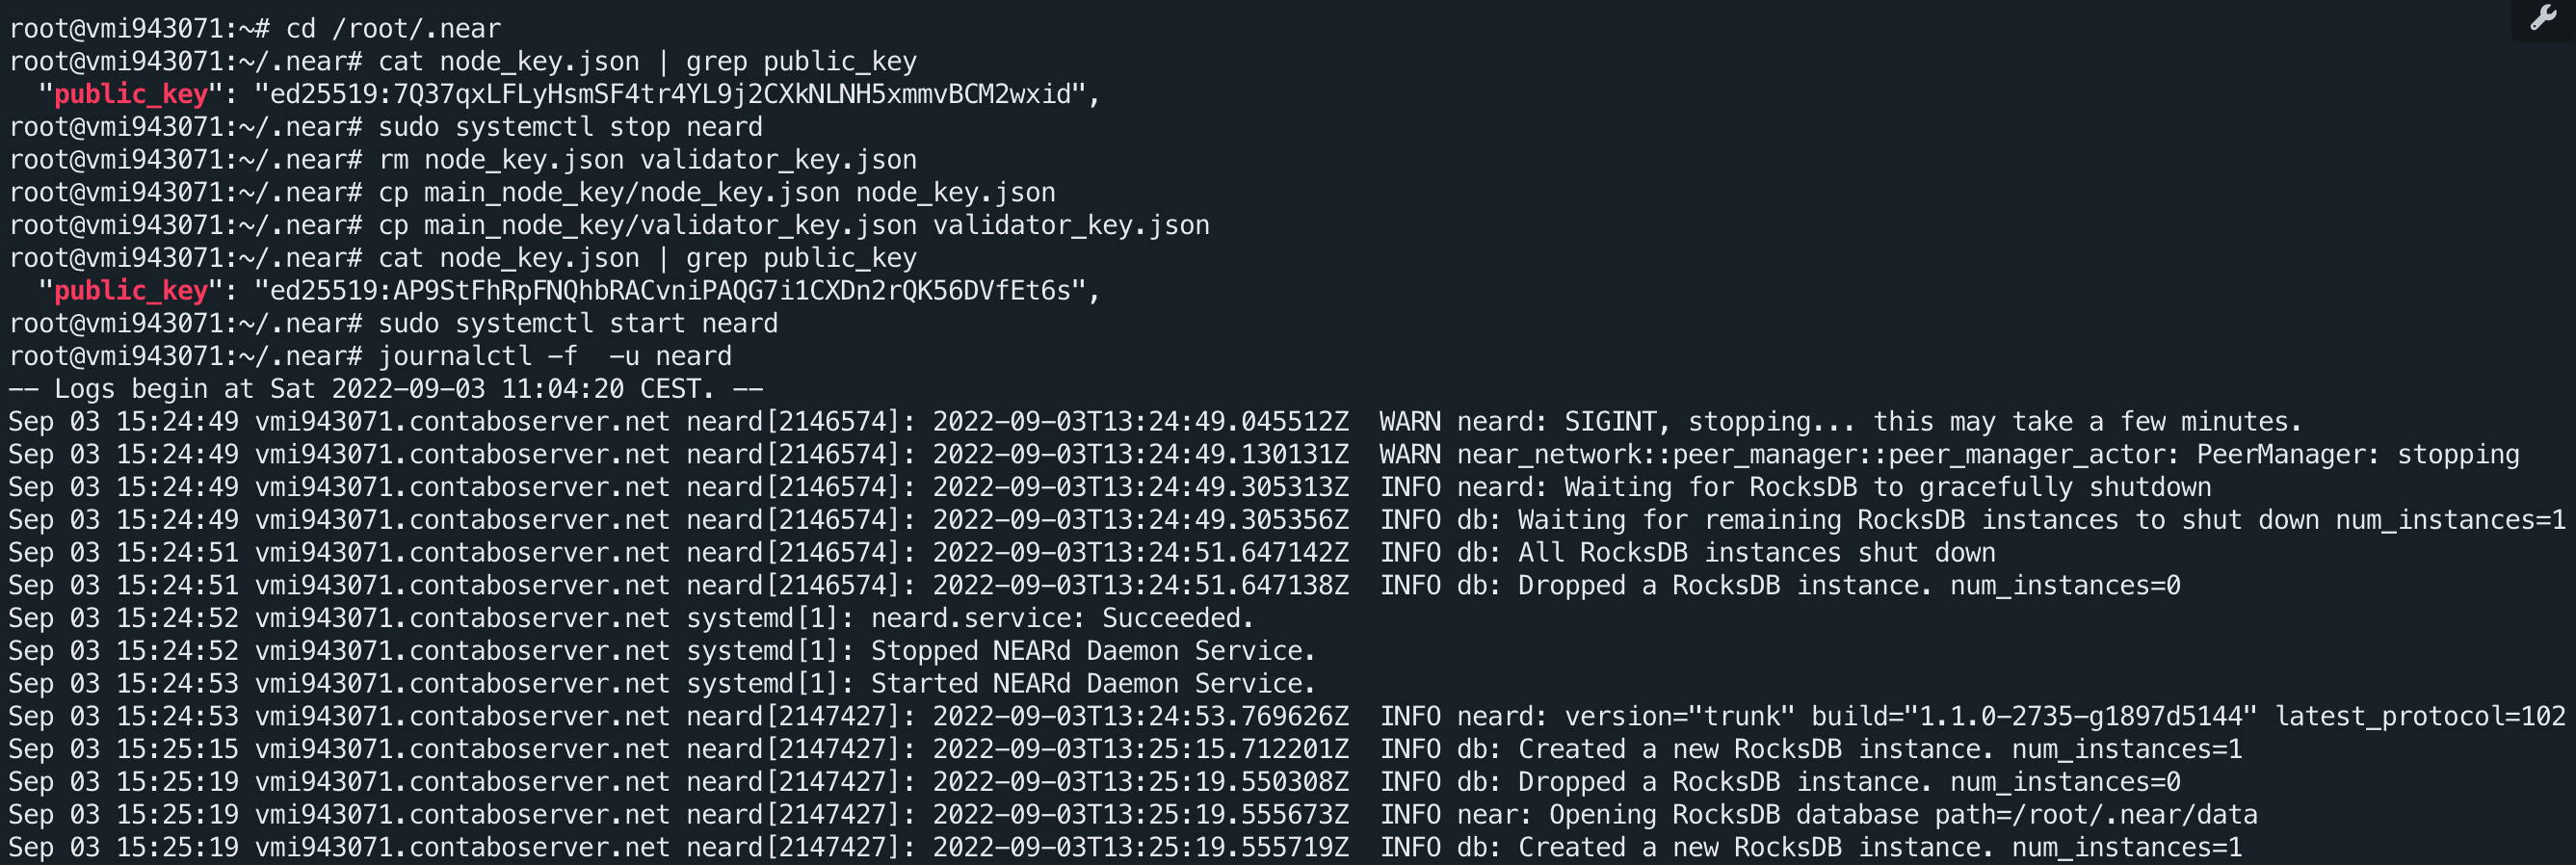 root@vmi943071:~# cd /root/.near
root@vmi943071:~/.near# cat node_key.json | grep public_key
  "public_key": "ed25519:7Q37qxLFLyHsmSF4tr4YL9j2CXkNLNH5xmmvBCM2wxid",
root@vmi943071:~/.near# sudo systemctl stop neard
root@vmi943071:~/.near# rm node_key.json validator_key.json
root@vmi943071:~/.near# cp main_node_key/node_key.json node_key.json
root@vmi943071:~/.near# cp main_node_key/validator_key.json validator_key.json
root@vmi943071:~/.near# cat node_key.json | grep public_key
  "public_key": "ed25519:AP9StFhRpFNQhbRACvniPAQG7i1CXDn2rQK56DVfEt6s",
root@vmi943071:~/.near# sudo systemctl start neard
root@vmi943071:~/.near# journalctl -f  -u neard
-- Logs begin at Sat 2022-09-03 11:04:20 CEST. --
Sep 03 15:24:49 vmi943071.contaboserver.net neard[2146574]: 2022-09-03T13:24:49.045512Z  WARN neard: SIGINT, stopping... this may take a few minutes.
Sep 03 15:24:49 vmi943071.contaboserver.net neard[2146574]: 2022-09-03T13:24:49.130131Z  WARN near_network::peer_manager::peer_manager_actor: PeerManager: stopping
Sep 03 15:24:49 vmi943071.contaboserver.net neard[2146574]: 2022-09-03T13:24:49.305313Z  INFO neard: Waiting for RocksDB to gracefully shutdown
Sep 03 15:24:49 vmi943071.contaboserver.net neard[2146574]: 2022-09-03T13:24:49.305356Z  INFO db: Waiting for remaining RocksDB instances to shut down num_instances=1
Sep 03 15:24:51 vmi943071.contaboserver.net neard[2146574]: 2022-09-03T13:24:51.647142Z  INFO db: All RocksDB instances shut down
Sep 03 15:24:51 vmi943071.contaboserver.net neard[2146574]: 2022-09-03T13:24:51.647138Z  INFO db: Dropped a RocksDB instance. num_instances=0
Sep 03 15:24:52 vmi943071.contaboserver.net systemd[1]: neard.service: Succeeded.
Sep 03 15:24:52 vmi943071.contaboserver.net systemd[1]: Stopped NEARd Daemon Service.
Sep 03 15:24:53 vmi943071.contaboserver.net systemd[1]: Started NEARd Daemon Service.
Sep 03 15:24:53 vmi943071.contaboserver.net neard[2147427]: 2022-09-03T13:24:53.769626Z  INFO neard: version="trunk" build="1.1.0-2735-g1897d5144" latest_protocol=102
Sep 03 15:25:15 vmi943071.contaboserver.net neard[2147427]: 2022-09-03T13:25:15.712201Z  INFO db: Created a new RocksDB instance. num_instances=1
Sep 03 15:25:19 vmi943071.contaboserver.net neard[2147427]: 2022-09-03T13:25:19.550308Z  INFO db: Dropped a RocksDB instance. num_instances=0
Sep 03 15:25:19 vmi943071.contaboserver.net neard[2147427]: 2022-09-03T13:25:19.555673Z  INFO near: Opening RocksDB database path=/root/.near/data
Sep 03 15:25:19 vmi943071.contaboserver.net neard[2147427]: 2022-09-03T13:25:19.555719Z  INFO db: Created a new RocksDB instance. num_instances=1